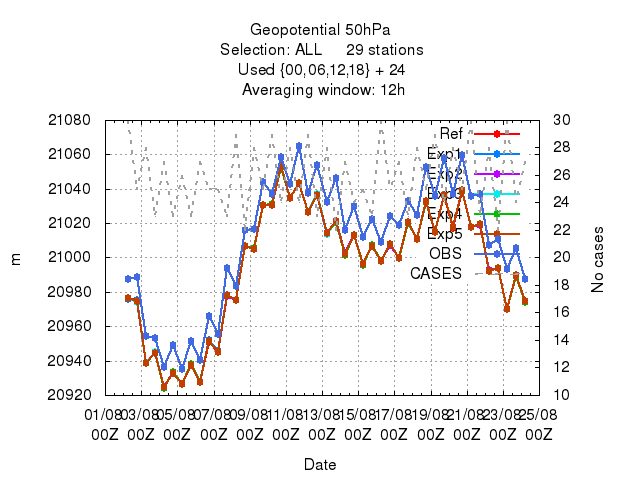 Geopotential 50hPa
Selection: ALL 29 stations
Used {00,06,12,18} + 24
Averaging window: 12h
21080
21060
21040
21020
21000
20980
20960
20940
20920
m
30
28
26
24
22
20
18
16
14
12
10
No cases
Ref
Exp1
Exp2
Exp3
Exp4
Exp5
OBS
CASES
01/08 03/08 05/08 07/08 09/08 11/08 13/08 15/08 17/08 19/08 21/08 23/08 25/08
00Z 00Z 00Z 00Z 00Z 00Z 00Z 00Z 00Z 00Z 00Z 00Z 00Z
Date